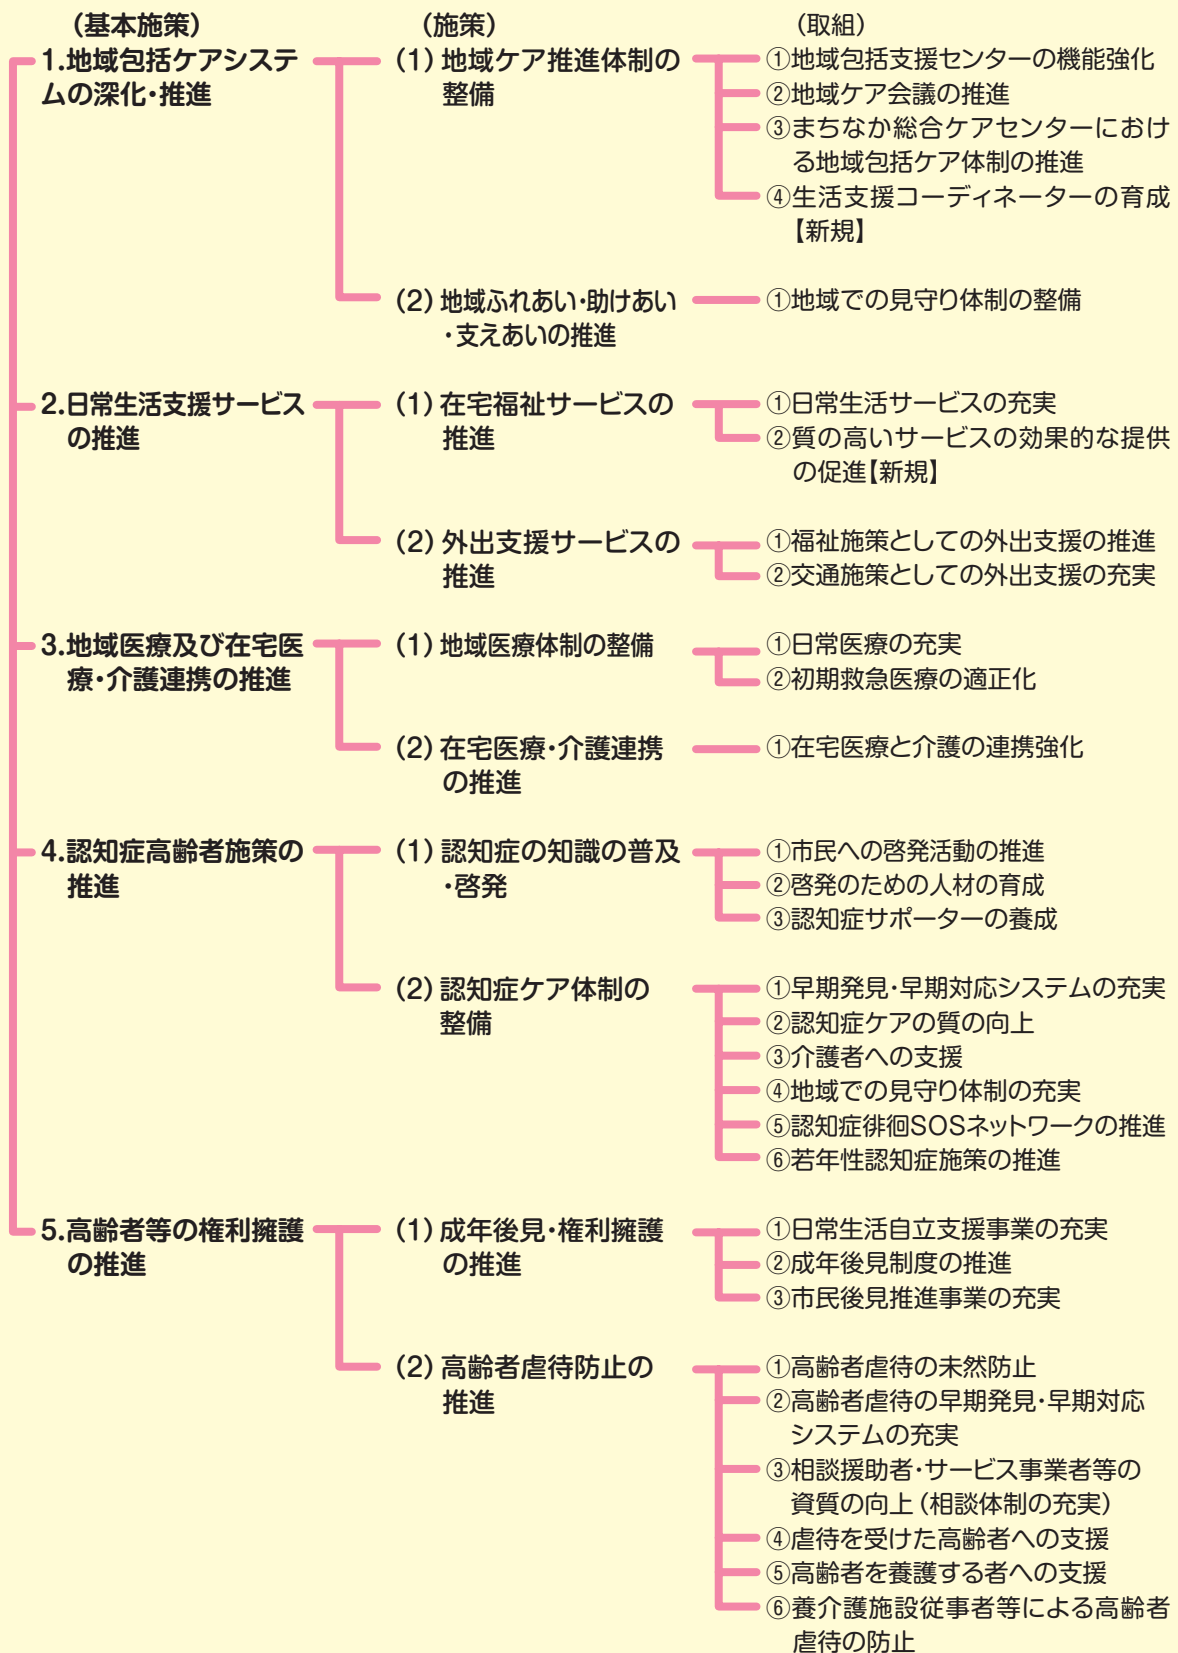 （基本施策）
（施策）
（取組）
1.地域包括ケアシステ
ムの深化・推進
（1）地域ケア推進体制の
整備
①地域包括支援センターの機能強化
②地域ケア会議の推進
③まちなか総合ケアセンターにおけ
る地域包括ケア体制の推進
④生活支援コーディネーターの育成
【新規】
（2）地域ふれあい・助けあい
・支えあいの推進
①地域での見守り体制の整備
2.日常生活支援サービス
の推進
（1）在宅福祉サービスの
推進
①日常生活サービスの充実
②質の高いサービスの効果的な提供
の促進【新規】
（2）外出支援サービスの
推進
①福祉施策としての外出支援の推進
②交通施策としての外出支援の充実
3.地域医療及び在宅医
療・介護連携の推進
（1）地域医療体制の整備
①日常医療の充実
②初期救急医療の適正化
（2）在宅医療・介護連携
の推進
①在宅医療と介護の連携強化
4.認知症高齢者施策の
推進
（1）認知症の知識の普及
・啓発
①市民への啓発活動の推進
②啓発のための人材の育成
③認知症サポーターの養成
（2）認知症ケア体制の
整備
①早期発見・早期対応システムの充実
②認知症ケアの質の向上
③介護者への支援
④地域での見守り体制の充実
⑤認知症徘徊SOSネットワークの推進
⑥若年性認知症施策の推進
5.高齢者等の権利擁護
の推進
（1）成年後見・権利擁護
の推進
①日常生活自立支援事業の充実
②成年後見制度の推進
③市民後見推進事業の充実
（2）高齢者虐待防止の
推進
①高齢者虐待の未然防止
②高齢者虐待の早期発見・早期対応
システムの充実
③相談援助者・サービス事業者等の
資質の向上（相談体制の充実）
④虐待を受けた高齢者への支援
⑤高齢者を養護する者への支援
⑥養介護施設従事者等による高齢者
虐待の防止